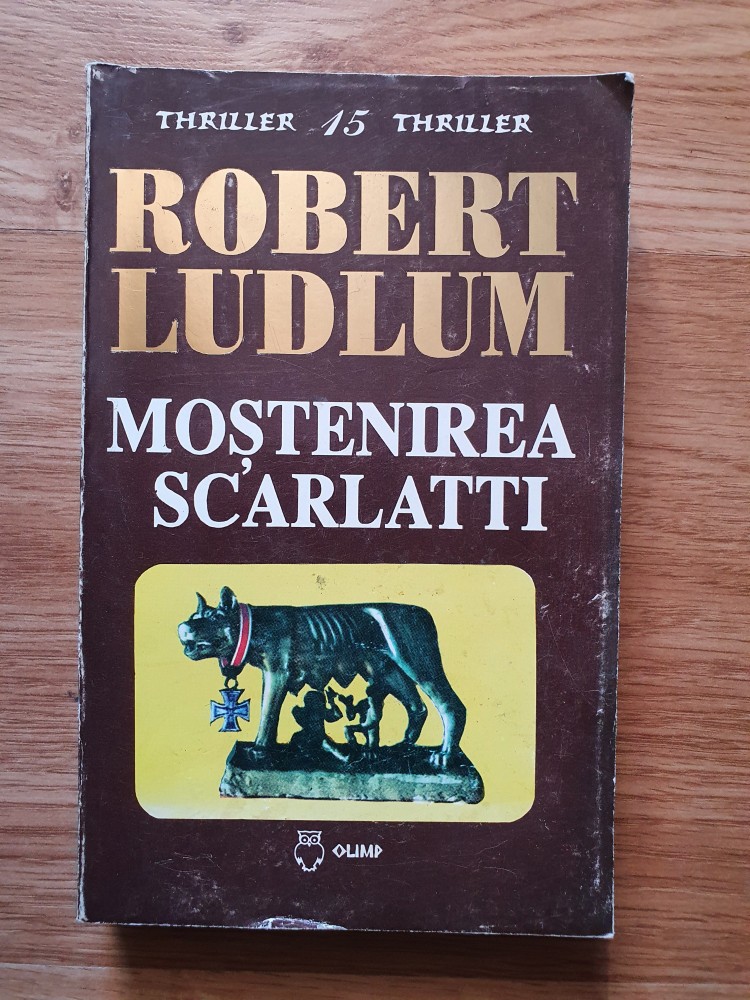 THRILLER 15 THRILLER
ROBERT
LUDLUM
MOȘTENIREA
SCARLATTI
OLIMP